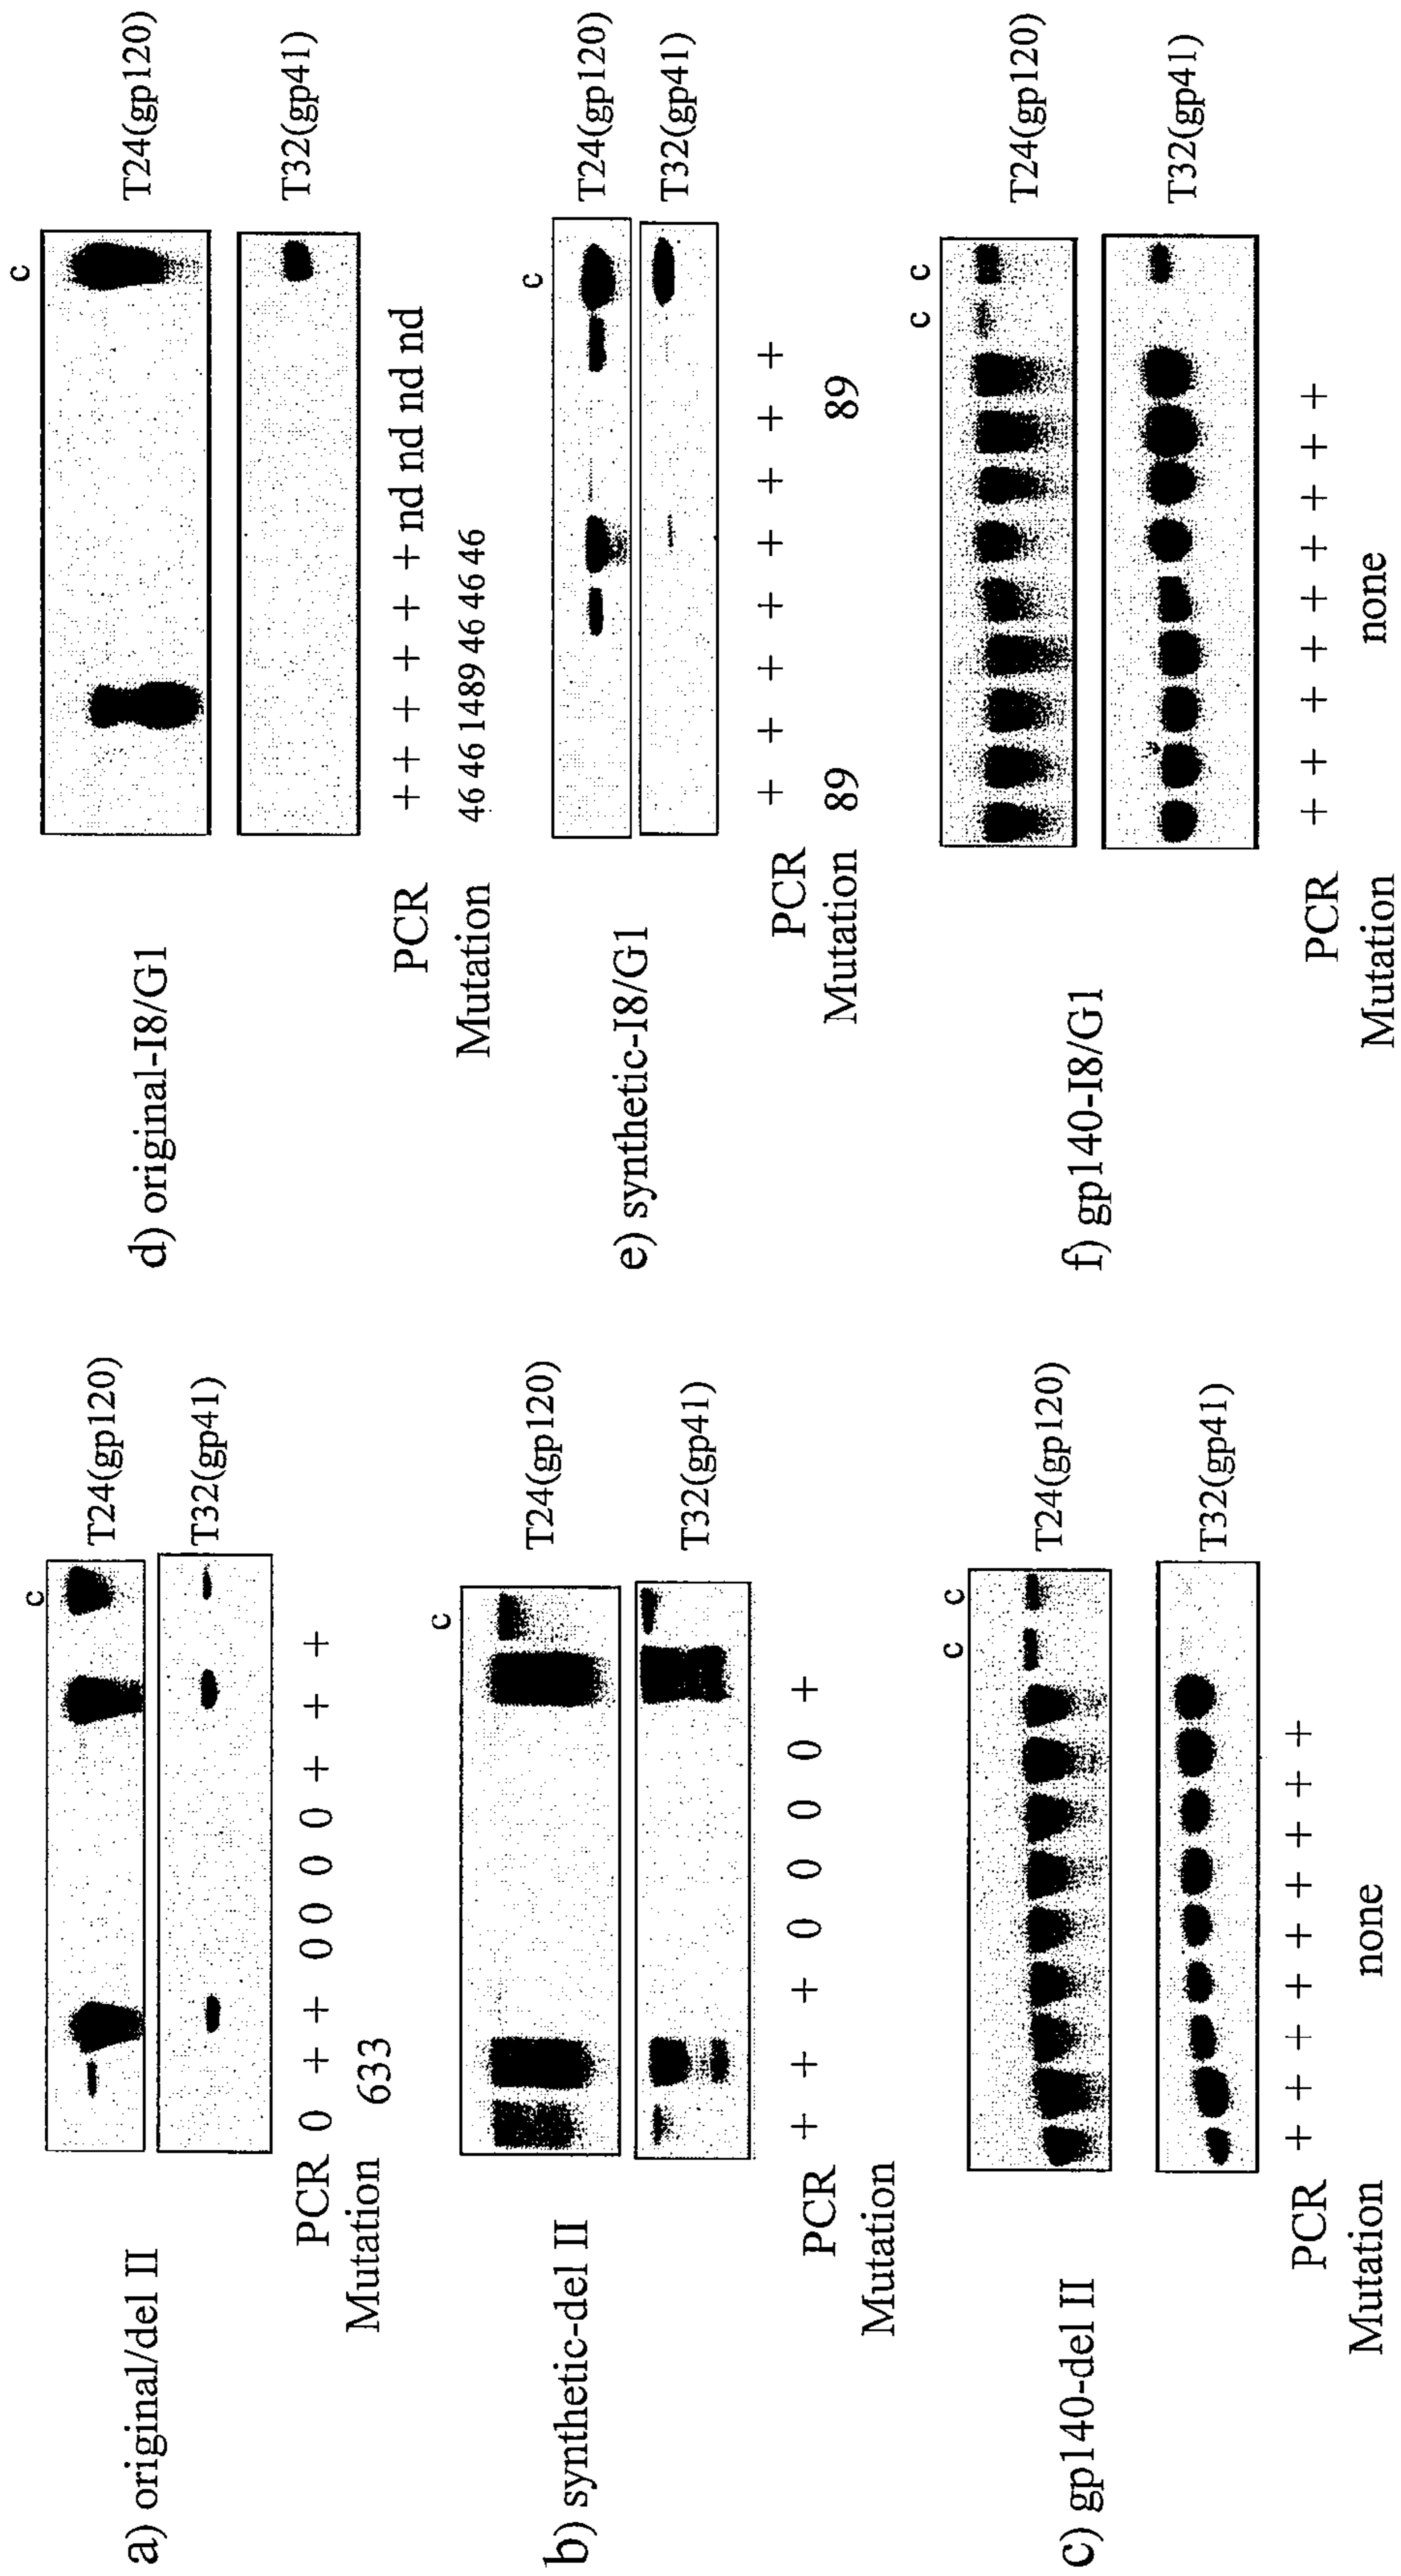 a) original/del II
c
T24(gp120)
T32(gp41)
PCR 0 + + 0 0 0 0 + + +
Mutation 633
b) synthetic-del II
c
T24(gp120)
T32(gp41)
PCR + + + 0 0 0 0 +
Mutation
c) gp140-del II
c c
T24(gp120)
T32(gp41)
PCR + + + + + + + + +
Mutation none
d) original-I8/G1
c
T24(gp120)
T32(gp41)
PCR + + + + + + nd nd nd nd
Mutation 46 46 1489 46 46 46
e) synthetic-I8/G1
c
T24(gp120)
T32(gp41)
PCR + + + + + + + +
Mutation 89 89
f) gp140-I8/G1
c c
T24(gp120)
T32(gp41)
PCR + + + + + + + + +
Mutation none